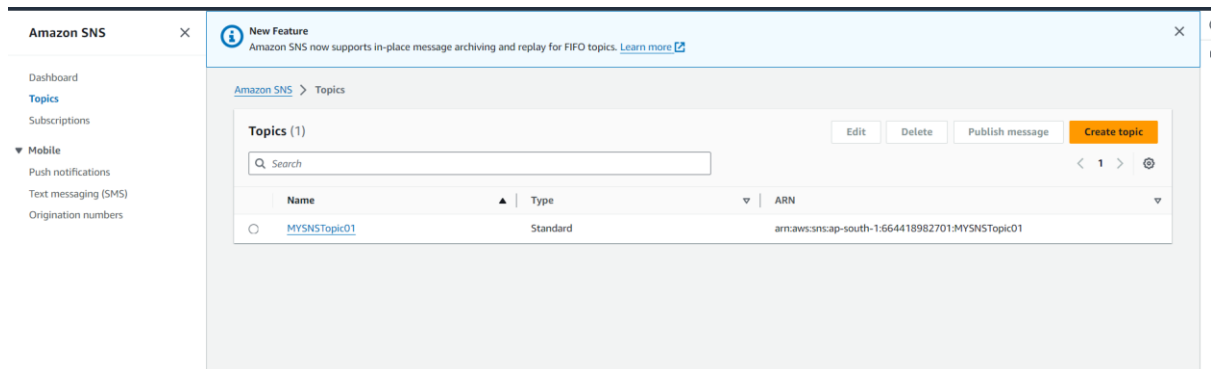 Amazon SNS
Dashboard
Topics
Subscriptions
Mobile
Push notifications
Text messaging (SMS)
Origination numbers
New Feature
Amazon SNS now supports in-place message archiving and replay for FIFO topics. Learn more
Amazon SNS > Topics
Topics (1)
Edit Delete Publish message Create topic
Search
< 1 >
Name Type ARN
MYSNSTopic01 Standard arn:aws:sns:ap-south-1:664418982701:MYSNSTopic01